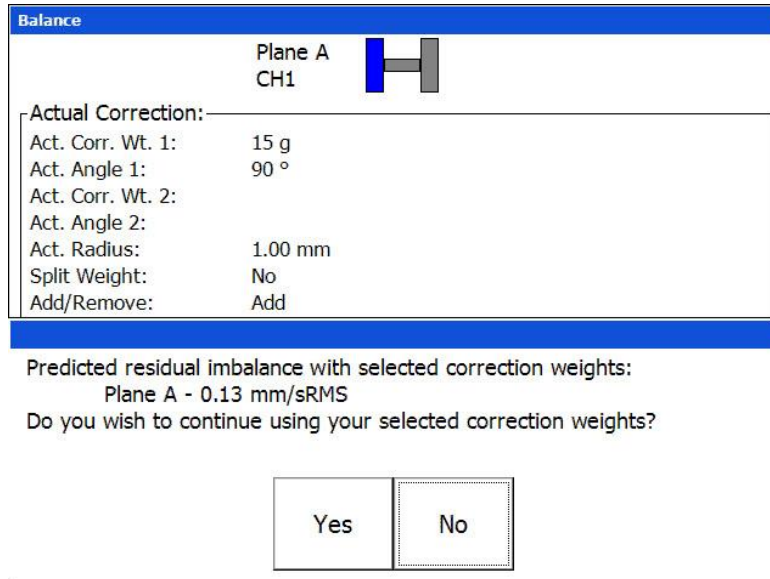 Balance
Plane A
CH1
Actual Correction:
Act. Corr. Wt. 1: 15 g
Act. Angle 1: 90 °
Act. Corr. Wt. 2:
Act. Angle 2:
Act. Radius: 1.00 mm
Split Weight: No
Add/Remove: Add
Predicted residual imbalance with selected correction weights:
Plane A - 0.13 mm/sRMS
Do you wish to continue using your selected correction weights?
Yes No